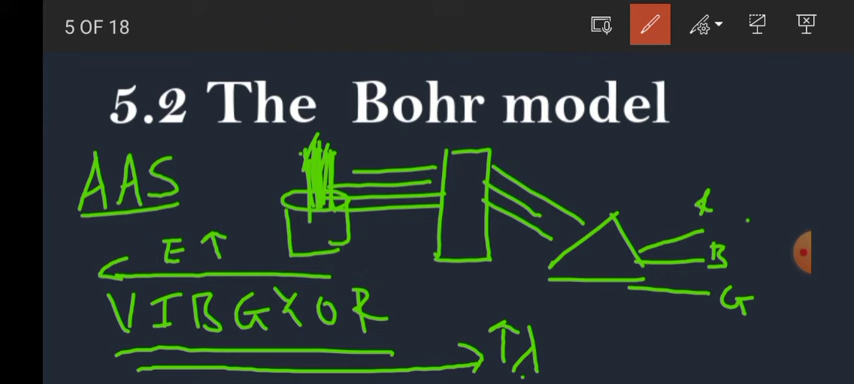 5 OF 18
5.2 The Bohr model
AAS
E ↑
VIBGYOR
↑λ
R
B
G